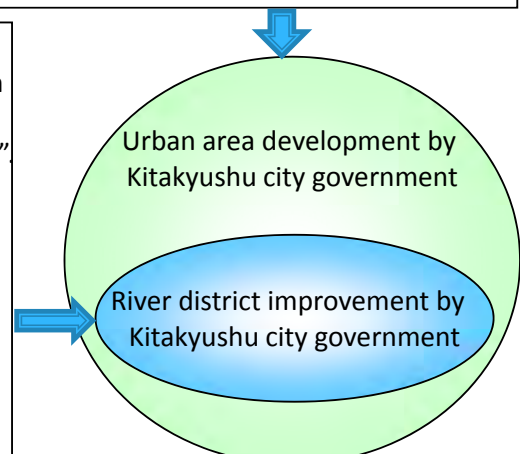 Urban area development by
Kitakyushu city government
River district improvement by
Kitakyushu city government